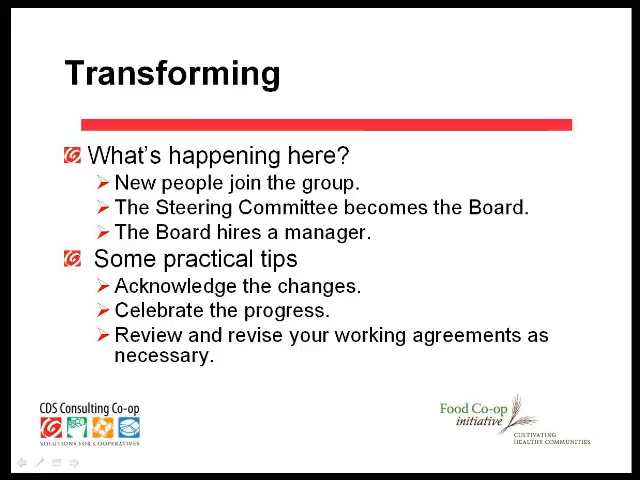 Transforming
What's happening here?
New people join the group.
The Steering Committee becomes the Board.
The Board hires a manager.
Some practical tips
Acknowledge the changes.
Celebrate the progress.
Review and revise your working agreements as
necessary.
CDS Consulting Co-op
SOLUTIONS FOR COOPERATIVES
Food Co-op
initiative
CULTIVATING
HEALTHY COMMUNITIES